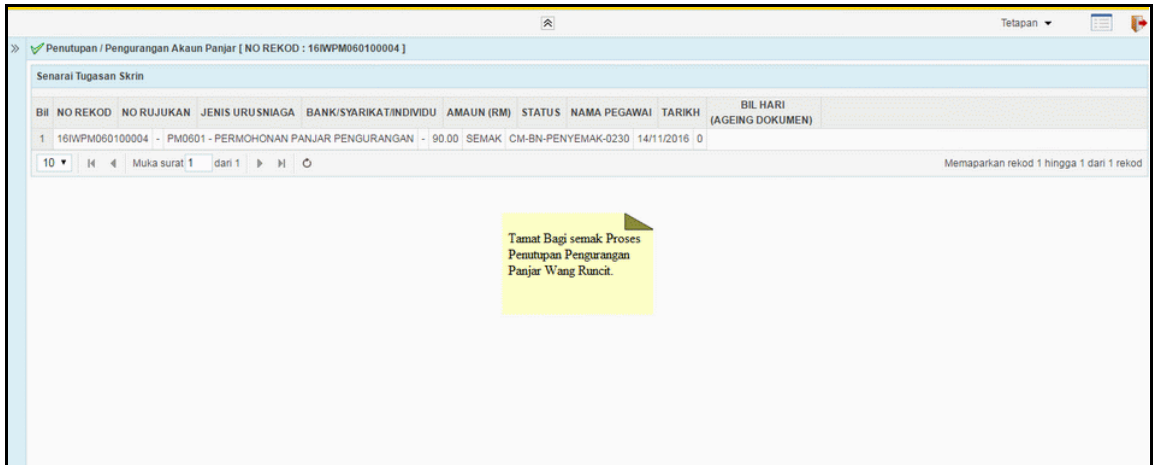 Tetapan
Penutupan / Pengurangan Akaun Panjar [ NO REKOD : 16IWPM060100004 ]
Senarai Tugasan Skrin
Bil NO REKOD NO RUJUKAN JENIS URUSNIAGA BANK/SYARIKAT/INDIVIDU AMAUN (RM) STATUS NAMA PEGAWAI TARIKH BIL HARI
(AGEING DOKUMEN)
1 16IWPM060100004 - PM0601 - PERMOHONAN PANJAR PENGURANGAN - 90.00 SEMAK CM-BN-PENYEMAK-0230 14/11/2016 0
10 Muka surat 1 dari 1 Memaparkan rekod 1 hingga 1 dari 1 rekod
Tamat Bagi semak Proses
Penutupan Pengurangan
Panjar Wang Runcit.